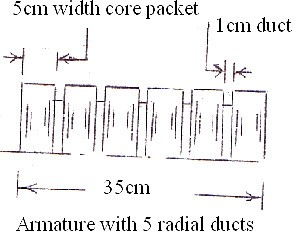 5cm width core packet
1cm duct
35cm
Armature with 5 radial ducts